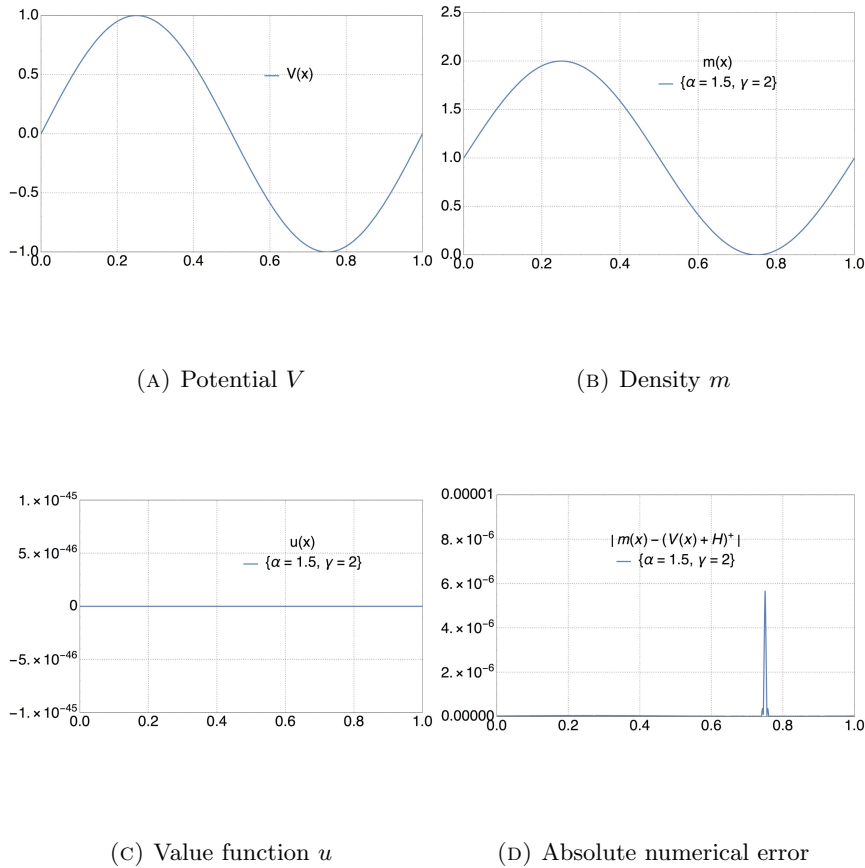 1.0
0.5
0.0
−0.5
−1.0
0.0 0.2 0.4 0.6 0.8 1.0
V(x)
2.5
2.0
1.5
1.0
0.5
0.0
0.0 0.2 0.4 0.6 0.8 1.0
m(x)
{α = 1.5, γ = 2}
(A) Potential V
(B) Density m
1.×10⁻⁴⁵
5.×10⁻⁴⁶
0
−5.×10⁻⁴⁶
−1.×10⁻⁴⁵
0.0 0.2 0.4 0.6 0.8 1.0
u(x)
{α = 1.5, γ = 2}
0.00001
8.×10⁻⁶
6.×10⁻⁶
4.×10⁻⁶
2.×10⁻⁶
0.00000
0.0 0.2 0.4 0.6 0.8 1.0
| m(x) − (V(x) + H)⁺ |
{α = 1.5, γ = 2}
(C) Value function u
(D) Absolute numerical error